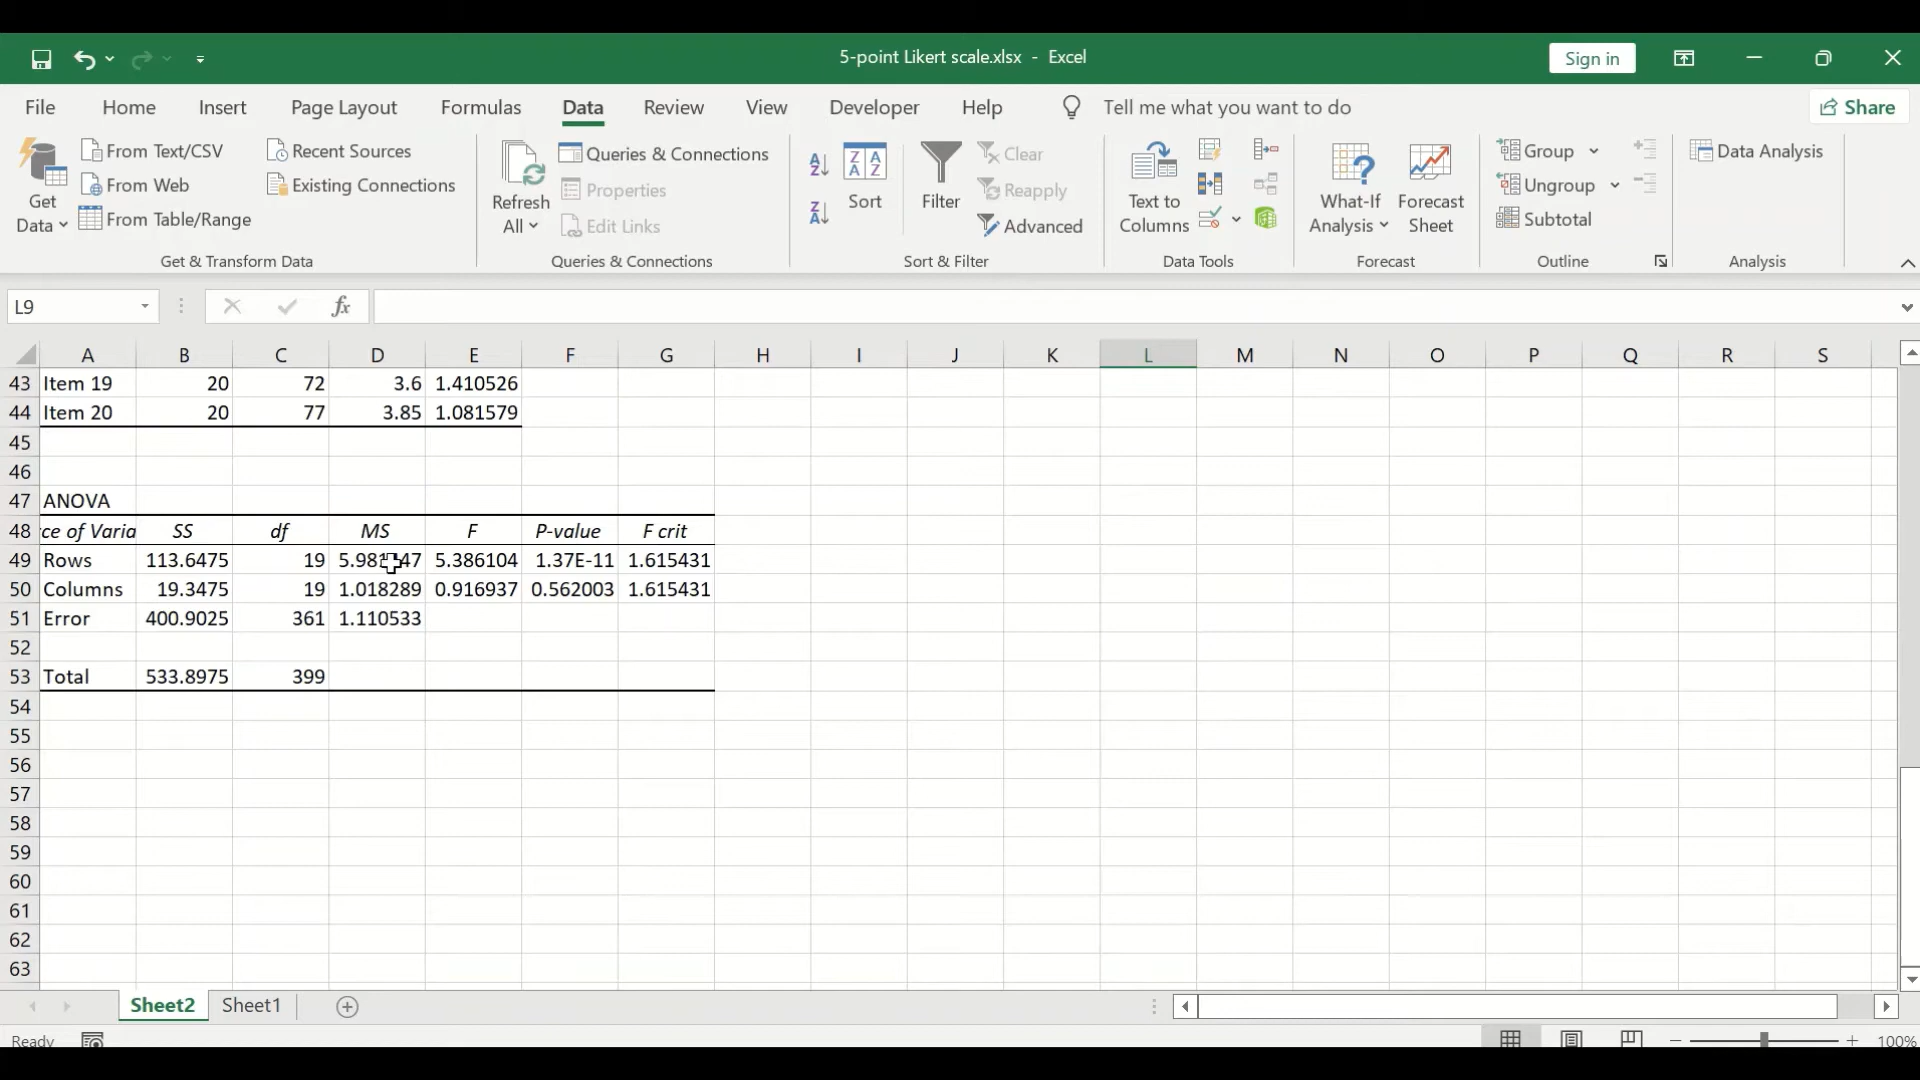 5-point Likert scale.xlsx - Excel
Sign in
File Home Insert Page Layout Formulas Data Review View Developer Help Tell me what you want to do Share
Get Data
From Text/CSV
From Web
From Table/Range
Recent Sources
Existing Connections
Get & Transform Data
Refresh All
Queries & Connections
Properties
Edit Links
Queries & Connections
Sort
Filter
Clear
Reapply
Advanced
Sort & Filter
Text to Columns
Data Tools
What-If Analysis
Forecast Sheet
Forecast
Group
Ungroup
Subtotal
Outline
Data Analysis
Analysis
L9
fx
A B C D E F G H I J K L M N O P Q R S
43 Item 19 20 72 3.6 1.410526
44 Item 20 20 77 3.85 1.081579
45
46
47 ANOVA
48 ce of Varia SS df MS F P-value F crit
49 Rows 113.6475 19 5.386104 1.37E-11 1.615431
50 Columns 19.3475 19 1.018289 0.916937 0.562003 1.615431
51 Error 400.9025 361 1.110533
52
53 Total 533.8975 399
54
55
56
57
58
59
60
61
62
63
Sheet2 Sheet1
Ready
100%